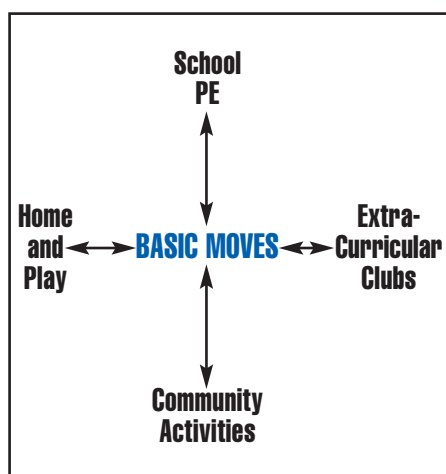 School
PE
Home
and
Play
BASIC MOVES
Extra-
Curricular
Clubs
Community
Activities